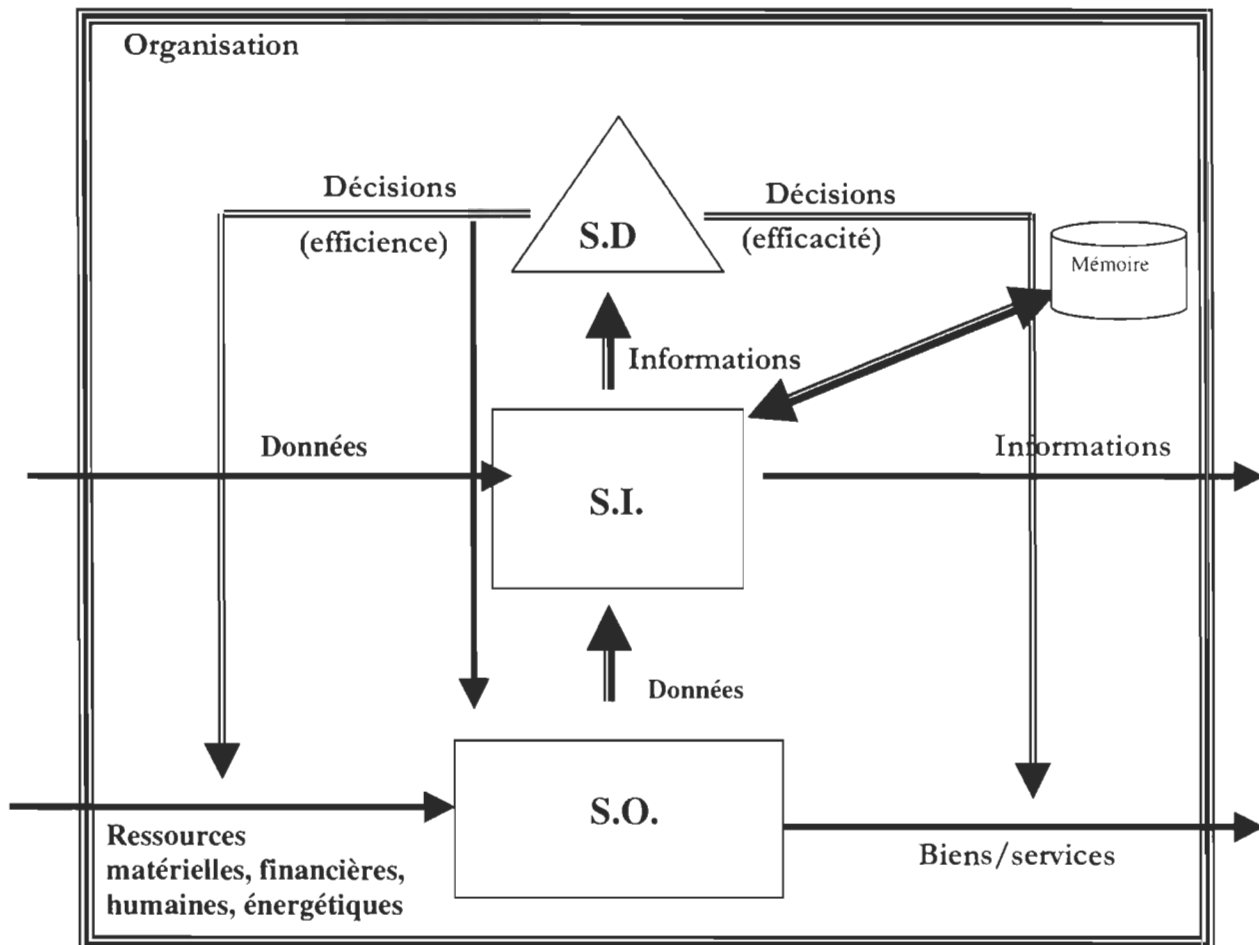 Organisation
Décisions
(efficience)
S.D
Décisions
(efficacité)
Mémoire
Informations
Données
Informations
S.I.
Données
S.O.
Ressources
matérielles, financières,
humaines, énergétiques
Biens/services